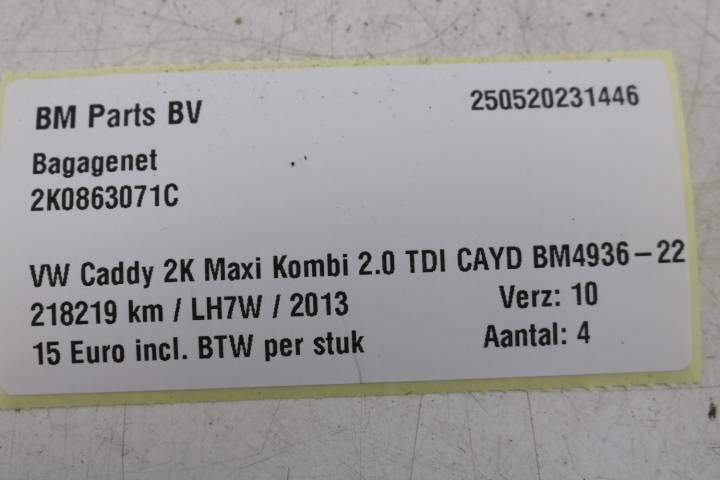 BM Parts BV 250520231446
Bagagenet
2K0863071C
VW Caddy 2K Maxi Kombi 2.0 TDI CAYD BM4936-22
218219 km / LH7W / 2013 Verz: 10
15 Euro incl. BTW per stuk Aantal: 4